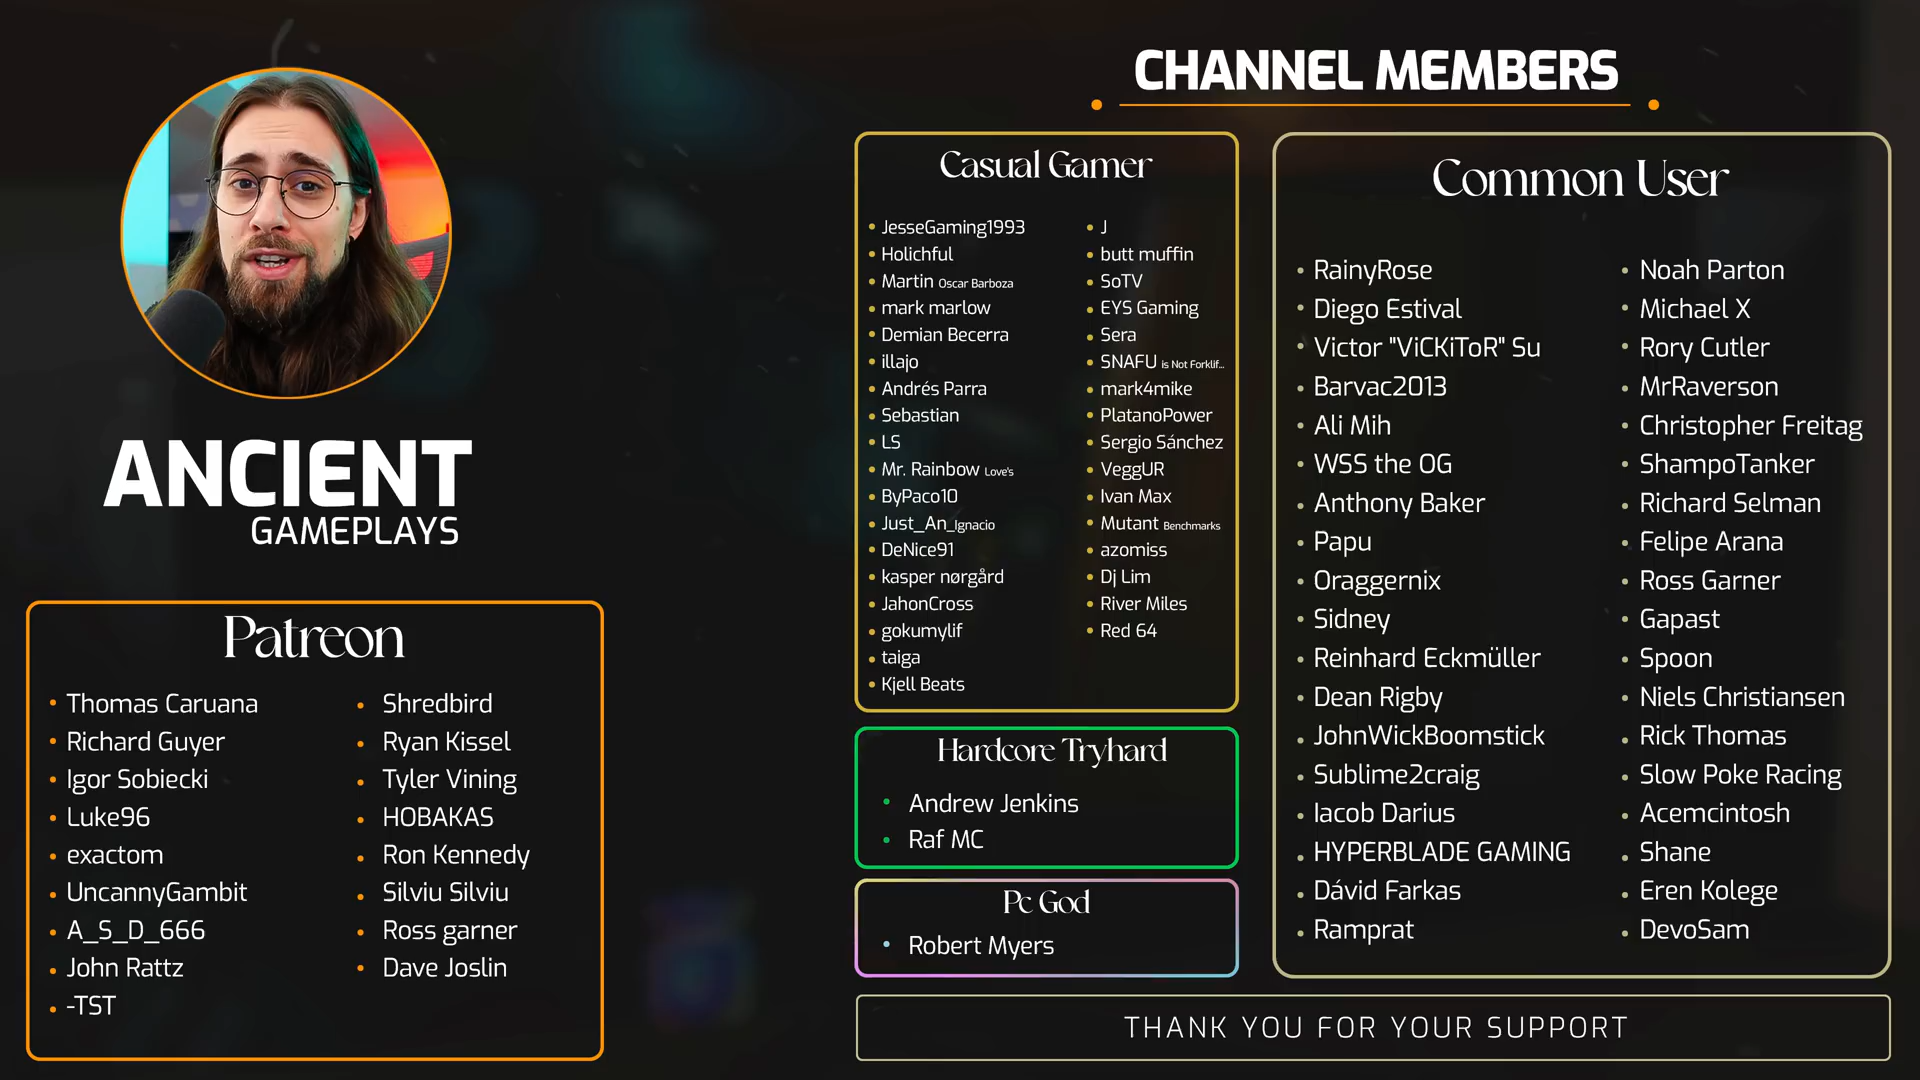 ANCIENT
GAMEPLAYS
Patreon
Thomas Caruana
Richard Guyer
Igor Sobiecki
Luke96
exactom
UncannyGambit
A_S_D_666
John Rattz
-TST
Shredbird
Ryan Kissel
Tyler Vining
HOBAKAS
Ron Kennedy
Silviu Silviu
Ross garner
Dave Joslin
CHANNEL MEMBERS
Casual Gamer
JesseGaming1993
Holichful
Martin Oscar Barboza
mark marlow
Demian Becerra
illajo
Andrés Parra
Sebastian
LS
Mr. Rainbow Love's
ByPaco10
Just_An_Ignacio
DeNice91
kasper nørgård
JahonCross
gokumylif
taiga
Kjell Beats
J
butt muffin
SoTV
EYS Gaming
Sera
SNAFU is Not Forklif...
mark4mike
PlatanoPower
Sergio Sánchez
VeggUR
Ivan Max
Mutant Benchmarks
azomiss
Dj Lim
River Miles
Red 64
Hardcore Tryhard
Andrew Jenkins
Raf MC
Pc God
Robert Myers
Common User
RainyRose
Diego Estival
Victor "ViCKiToR" Su
Barvac2013
Ali Mih
WSS the OG
Anthony Baker
Papu
Oraggernix
Sidney
Reinhard Eckmüller
Dean Rigby
JohnWickBoomstick
Sublime2craig
Iacob Darius
HYPERBLADE GAMING
Dávid Farkas
Ramprat
Noah Parton
Michael X
Rory Cutler
MrRaverson
Christopher Freitag
ShampoTanker
Richard Selman
Felipe Arana
Ross Garner
Gapast
Spoon
Niels Christiansen
Rick Thomas
Slow Poke Racing
Acemcintosh
Shane
Eren Kolege
DevoSam
THANK YOU FOR YOUR SUPPORT